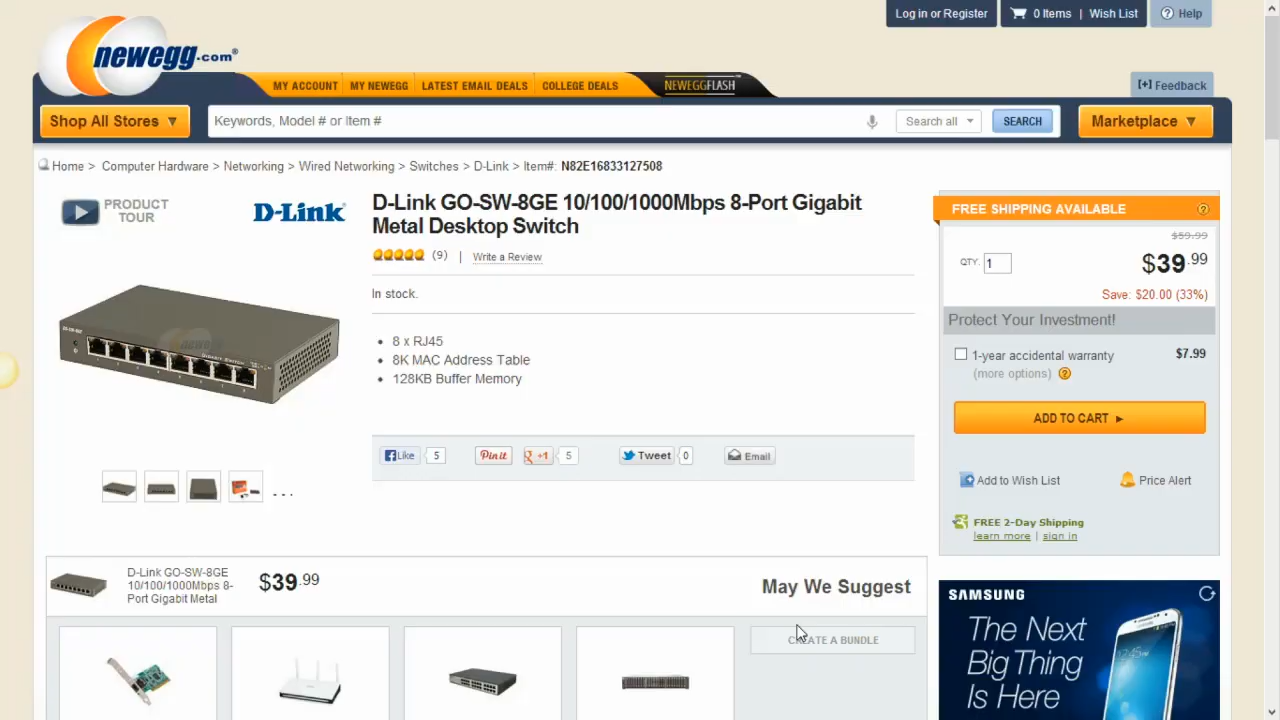 Log in or Register
0 Items | Wish List
Help
newegg.com®
MY ACCOUNT
MY NEWEGG
LATEST EMAIL DEALS
COLLEGE DEALS
NEWEGGFLASH™
[+] Feedback
Shop All Stores ▼
Keywords, Model # or Item #
Search all
SEARCH
Marketplace ▼
Home > Computer Hardware > Networking > Wired Networking > Switches > D-Link > Item#: N82E16833127508
PRODUCT
TOUR
D-Link
D-Link GO-SW-8GE 10/100/1000Mbps 8-Port Gigabit
Metal Desktop Switch
(9) | Write a Review
In stock.
• 8 x RJ45
• 8K MAC Address Table
• 128KB Buffer Memory
Like 5
Pin it
+1 5
Tweet 0
Email
. . .
FREE SHIPPING AVAILABLE
$59.99
QTY. 1
$39.99
Save: $20.00 (33%)
Protect Your Investment!
1-year accidental warranty $7.99
(more options)
ADD TO CART ►
Add to Wish List
Price Alert
FREE 2-Day Shipping
learn more | sign in
D-Link GO-SW-8GE
10/100/1000Mbps 8-
Port Gigabit Metal
$39.99
May We Suggest
CREATE A BUNDLE
SAMSUNG
The Next
Big Thing
Is Here